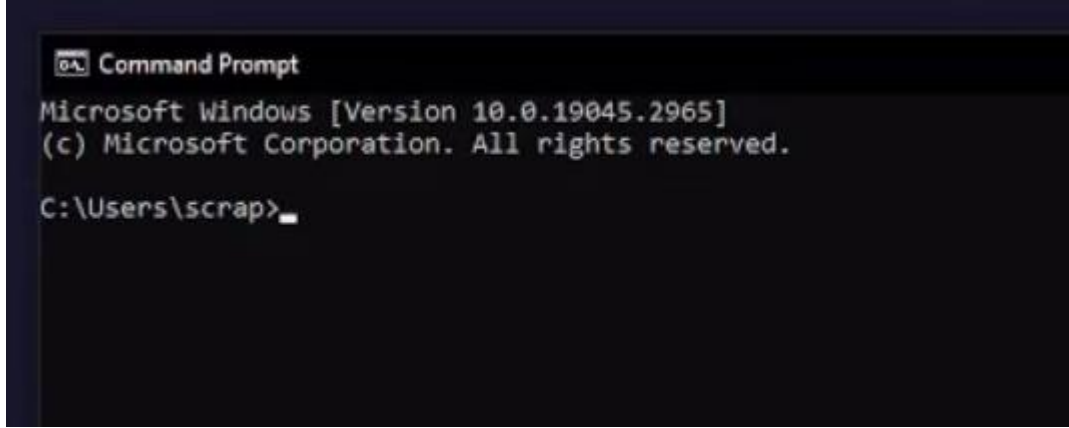 Command Prompt
Microsoft Windows [Version 10.0.19045.2965]
(c) Microsoft Corporation. All rights reserved.
C:\Users\scrap>